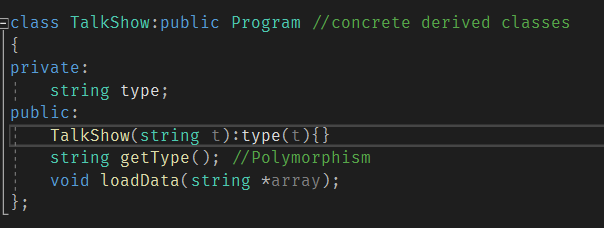 class TalkShow:public Program //concrete derived classes
{
private:
    string type;
public:
    TalkShow(string t):type(t){}
    string getType(); //Polymorphism
    void loadData(string *array);
};